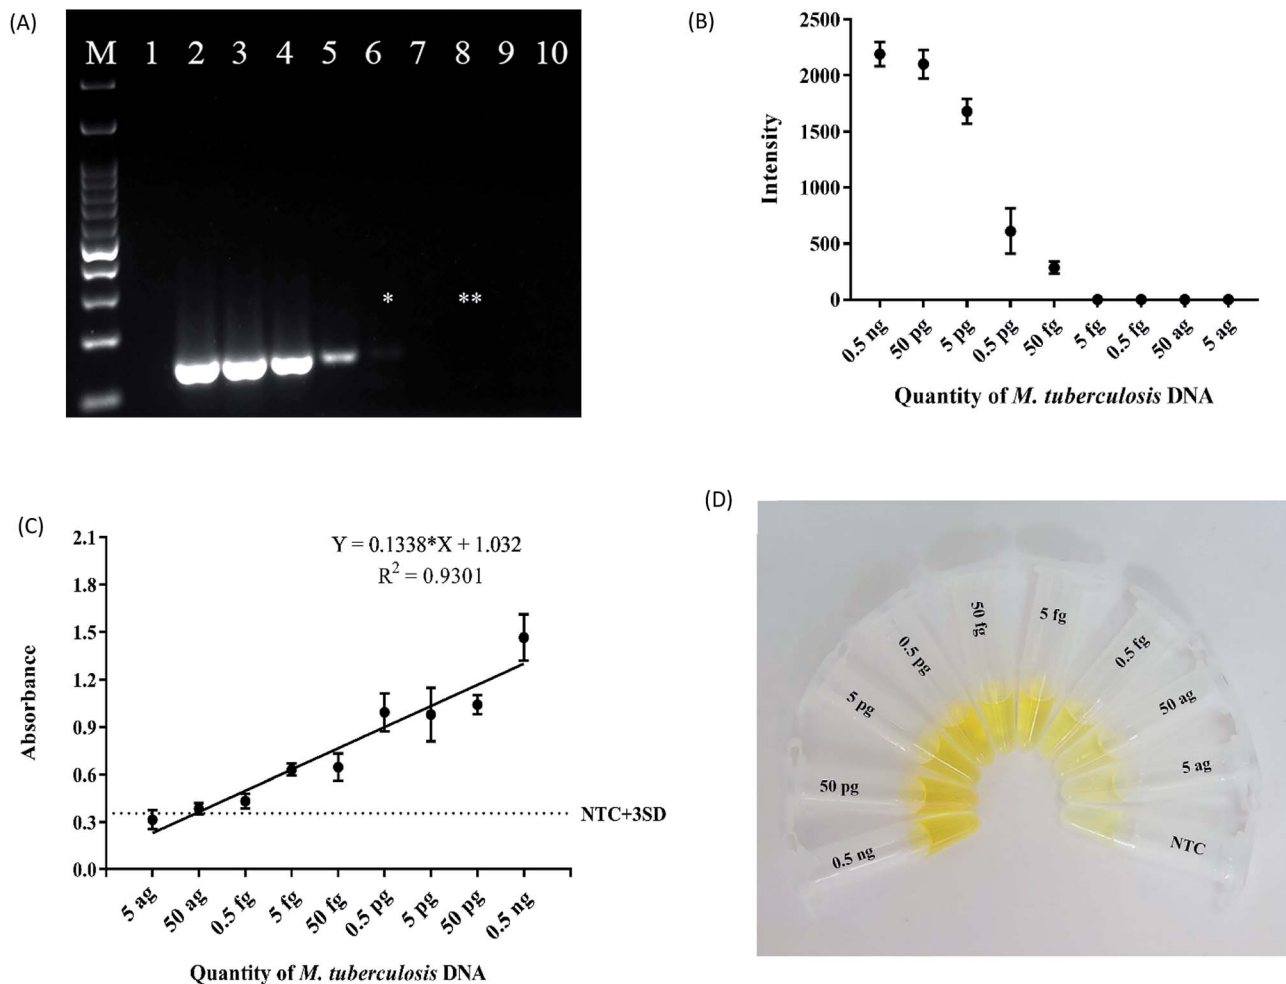 (A)
M 1 2 3 4 5 6 7 8 9 10
* **
(B)
2500
2000
1500
1000
500
0
Intensity
0.5 ng 50 pg 5 pg 0.5 pg 50 fg 5 fg 0.5 fg 50 ag 5 ag
Quantity of M. tuberculosis DNA
(C)
2.1
1.8
1.5
1.2
0.9
0.6
0.3
0.0
Absorbance
Y = 0.1338*X + 1.032
R² = 0.9301
NTC+3SD
5 ag 50 ag 0.5 fg 5 fg 50 fg 0.5 pg 5 pg 50 pg 0.5 ng
Quantity of M. tuberculosis DNA
(D)
0.5 ng
50 pg
5 pg
0.5 pg
50 fg
5 fg
0.5 fg
50 ag
5 ag
NTC